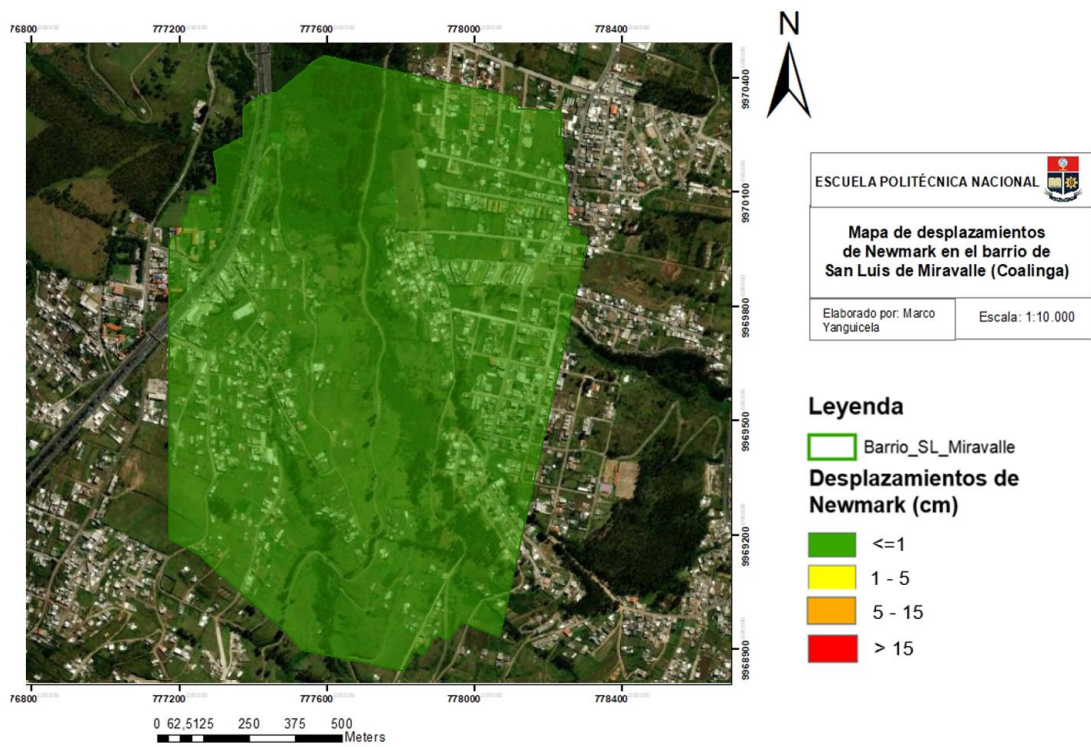 76800 777200 777600 778000 778400
N
9970400
9970100
9969800
9969500
9969200
9968900
76800 777200 777600 778000 778400
0 62,5125 250 375 500
Meters
ESCUELA POLITÉCNICA NACIONAL
Mapa de desplazamientos
de Newmark en el barrio de
San Luis de Miravalle (Coalinga)
Elaborado por: Marco
Yanguicela
Escala: 1:10.000
Leyenda
Barrio_SL_Miravalle
Desplazamientos de
Newmark (cm)
<=1
1 - 5
5 - 15
> 15